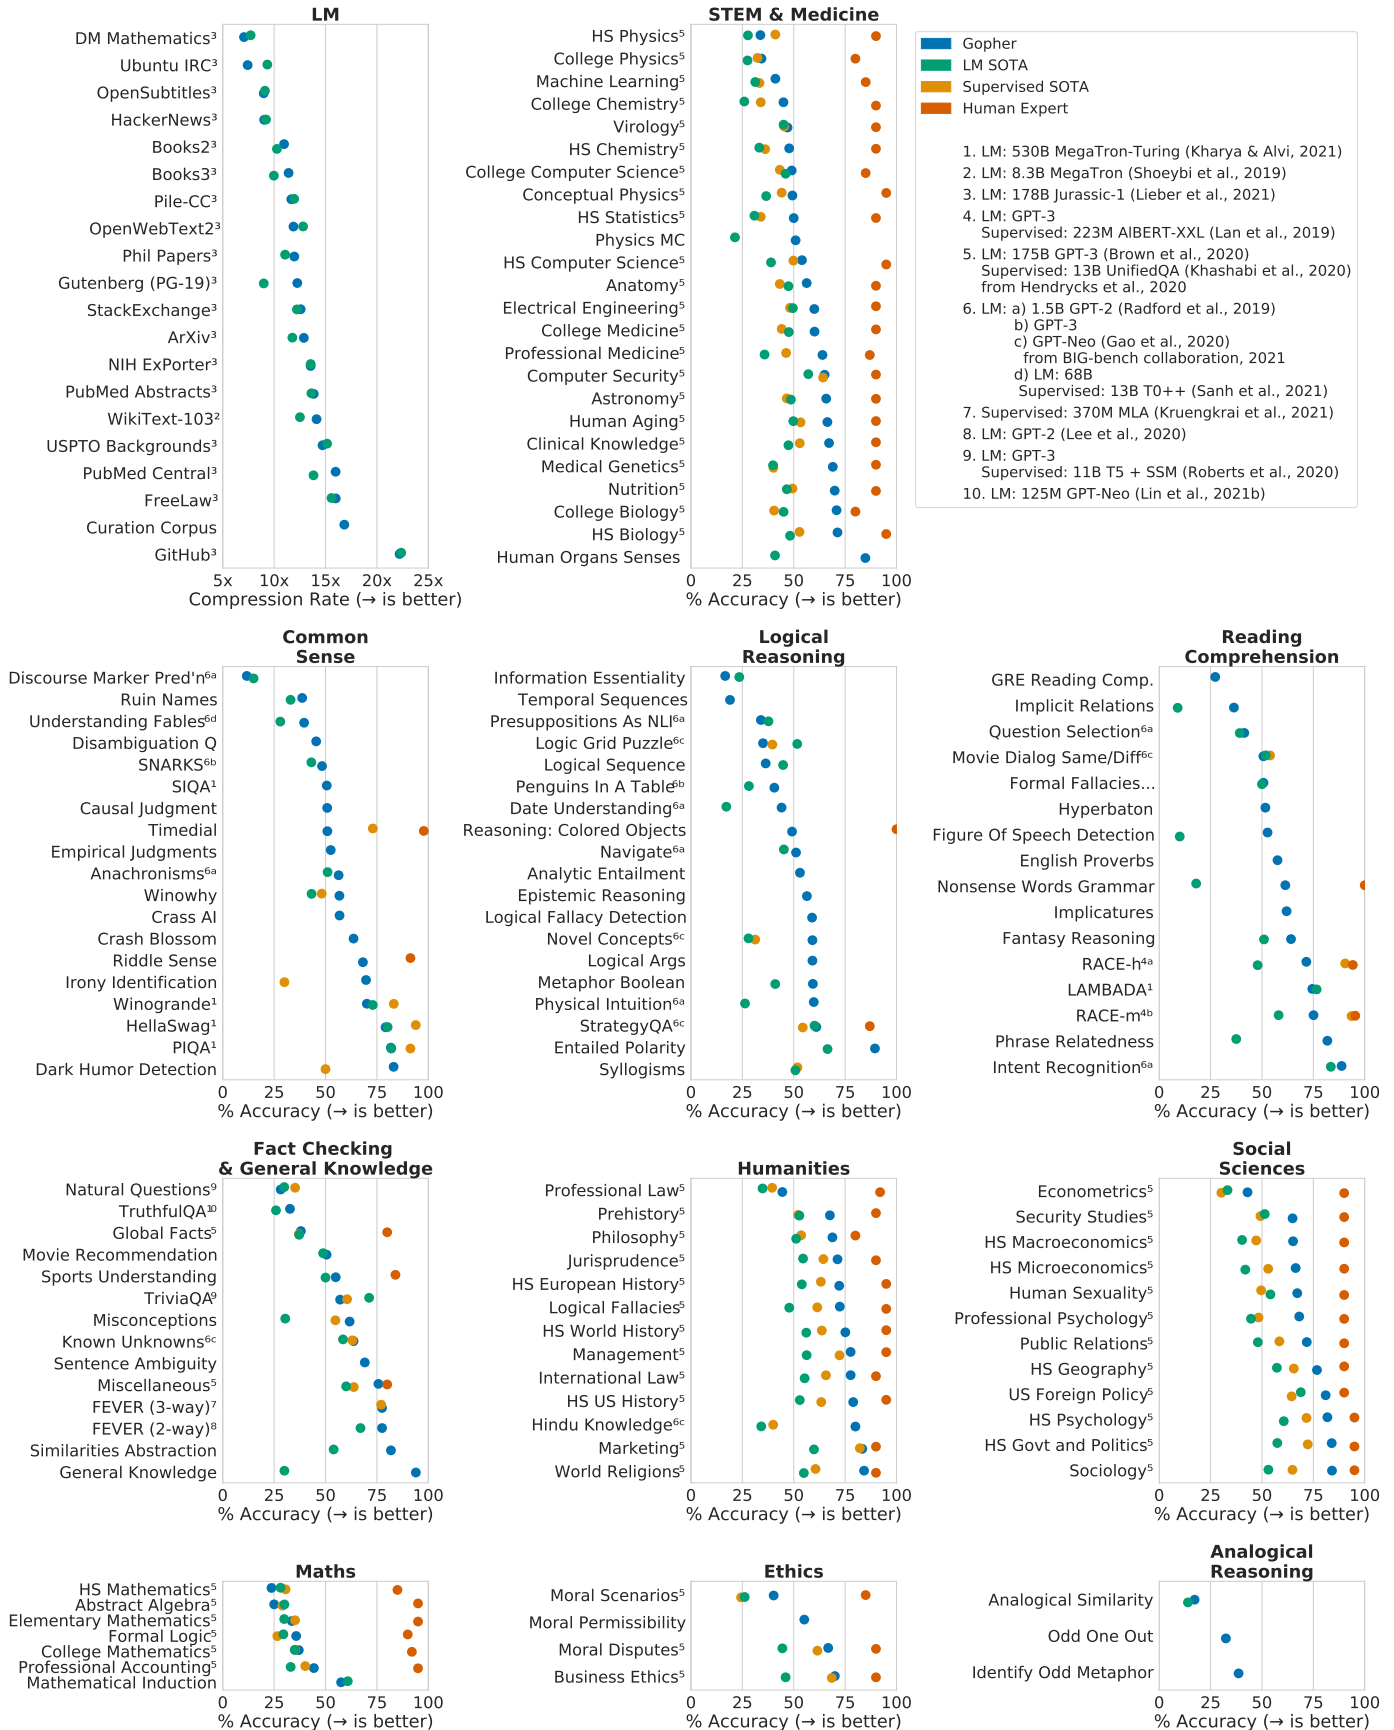 LM
DM Mathematics³
Ubuntu IRC³
OpenSubtitles³
HackerNews³
Books2³
Books3³
Pile-CC³
OpenWebText2³
Phil Papers³
Gutenberg (PG-19)³
StackExchange³
ArXiv³
NIH ExPorter³
PubMed Abstracts³
WikiText-103²
USPTO Backgrounds³
PubMed Central³
FreeLaw³
Curation Corpus
GitHub³
5x 10x 15x 20x 25x
Compression Rate (→ is better)
STEM & Medicine
HS Physics⁵
College Physics⁵
Machine Learning⁵
College Chemistry⁵
Virology⁵
HS Chemistry⁵
College Computer Science⁵
Conceptual Physics⁵
HS Statistics⁵
Physics MC
HS Computer Science⁵
Anatomy⁵
Electrical Engineering⁵
College Medicine⁵
Professional Medicine⁵
Computer Security⁵
Astronomy⁵
Human Aging⁵
Clinical Knowledge⁵
Medical Genetics⁵
Nutrition⁵
College Biology⁵
HS Biology⁵
Human Organs Senses
0 25 50 75 100
% Accuracy (→ is better)
Gopher
LM SOTA
Supervised SOTA
Human Expert
1. LM: 530B MegaTron-Turing (Kharya & Alvi, 2021)
2. LM: 8.3B MegaTron (Shoeybi et al., 2019)
3. LM: 178B Jurassic-1 (Lieber et al., 2021)
4. LM: GPT-3
Supervised: 223M AlBERT-XXL (Lan et al., 2019)
5. LM: 175B GPT-3 (Brown et al., 2020)
Supervised: 13B UnifiedQA (Khashabi et al., 2020)
from Hendrycks et al., 2020
6. LM: a) 1.5B GPT-2 (Radford et al., 2019)
b) GPT-3
c) GPT-Neo (Gao et al., 2020)
from BIG-bench collaboration, 2021
d) LM: 68B
Supervised: 13B T0++ (Sanh et al., 2021)
7. Supervised: 370M MLA (Kruengkrai et al., 2021)
8. LM: GPT-2 (Lee et al., 2020)
9. LM: GPT-3
Supervised: 11B T5 + SSM (Roberts et al., 2020)
10. LM: 125M GPT-Neo (Lin et al., 2021b)
Common
Sense
Discourse Marker Pred'n⁶ᵃ
Ruin Names
Understanding Fables⁶ᵈ
Disambiguation Q
SNARKS⁶ᵇ
SIQA¹
Causal Judgment
Timedial
Empirical Judgments
Anachronisms⁶ᵃ
Winowhy
Crass AI
Crash Blossom
Riddle Sense
Irony Identification
Winogrande¹
HellaSwag¹
PIQA¹
Dark Humor Detection
0 25 50 75 100
% Accuracy (→ is better)
Logical
Reasoning
Information Essentiality
Temporal Sequences
Presuppositions As NLI⁶ᵃ
Logic Grid Puzzle⁶ᶜ
Logical Sequence
Penguins In A Table⁶ᵇ
Date Understanding⁶ᵃ
Reasoning: Colored Objects
Navigate⁶ᵃ
Analytic Entailment
Epistemic Reasoning
Logical Fallacy Detection
Novel Concepts⁶ᶜ
Logical Args
Metaphor Boolean
Physical Intuition⁶ᵃ
StrategyQA⁶ᶜ
Entailed Polarity
Syllogisms
0 25 50 75 100
% Accuracy (→ is better)
Reading
Comprehension
GRE Reading Comp.
Implicit Relations
Question Selection⁶ᵃ
Movie Dialog Same/Diff⁶ᶜ
Formal Fallacies...
Hyperbaton
Figure Of Speech Detection
English Proverbs
Nonsense Words Grammar
Implicatures
Fantasy Reasoning
RACE-h⁴ᵃ
LAMBADA¹
RACE-m⁴ᵇ
Phrase Relatedness
Intent Recognition⁶ᵃ
0 25 50 75 100
% Accuracy (→ is better)
Fact Checking
& General Knowledge
Natural Questions⁹
TruthfulQA¹⁰
Global Facts⁵
Movie Recommendation
Sports Understanding
TriviaQA⁹
Misconceptions
Known Unknowns⁶ᶜ
Sentence Ambiguity
Miscellaneous⁵
FEVER (3-way)⁷
FEVER (2-way)⁸
Similarities Abstraction
General Knowledge
0 25 50 75 100
% Accuracy (→ is better)
Humanities
Professional Law⁵
Prehistory⁵
Philosophy⁵
Jurisprudence⁵
HS European History⁵
Logical Fallacies⁵
HS World History⁵
Management⁵
International Law⁵
HS US History⁵
Hindu Knowledge⁶ᶜ
Marketing⁵
World Religions⁵
0 25 50 75 100
% Accuracy (→ is better)
Social
Sciences
Econometrics⁵
Security Studies⁵
HS Macroeconomics⁵
HS Microeconomics⁵
Human Sexuality⁵
Professional Psychology⁵
Public Relations⁵
HS Geography⁵
US Foreign Policy⁵
HS Psychology⁵
HS Govt and Politics⁵
Sociology⁵
0 25 50 75 100
% Accuracy (→ is better)
Maths
HS Mathematics⁵
Abstract Algebra⁵
Elementary Mathematics⁵
Formal Logic⁵
College Mathematics⁵
Professional Accounting⁵
Mathematical Induction
0 25 50 75 100
% Accuracy (→ is better)
Ethics
Moral Scenarios⁵
Moral Permissibility
Moral Disputes⁵
Business Ethics⁵
0 25 50 75 100
% Accuracy (→ is better)
Analogical
Reasoning
Analogical Similarity
Odd One Out
Identify Odd Metaphor
0 25 50 75 100
% Accuracy (→ is better)